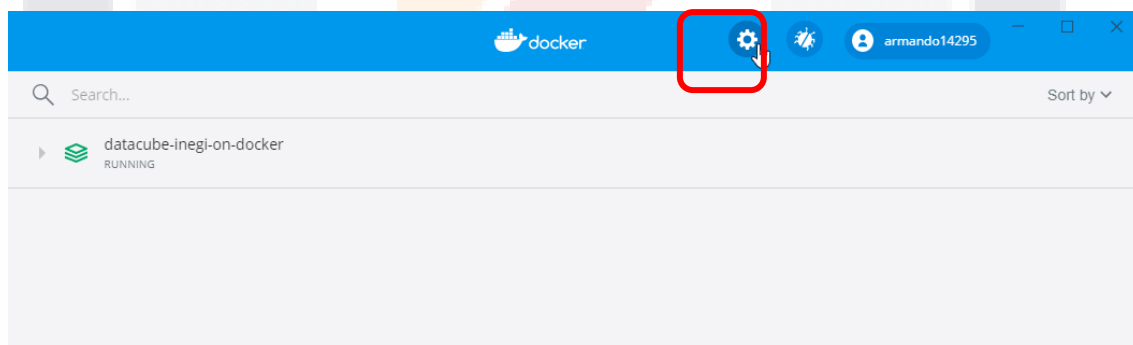 docker
armando14295
Search...
Sort by
datacube-inegi-on-docker
RUNNING